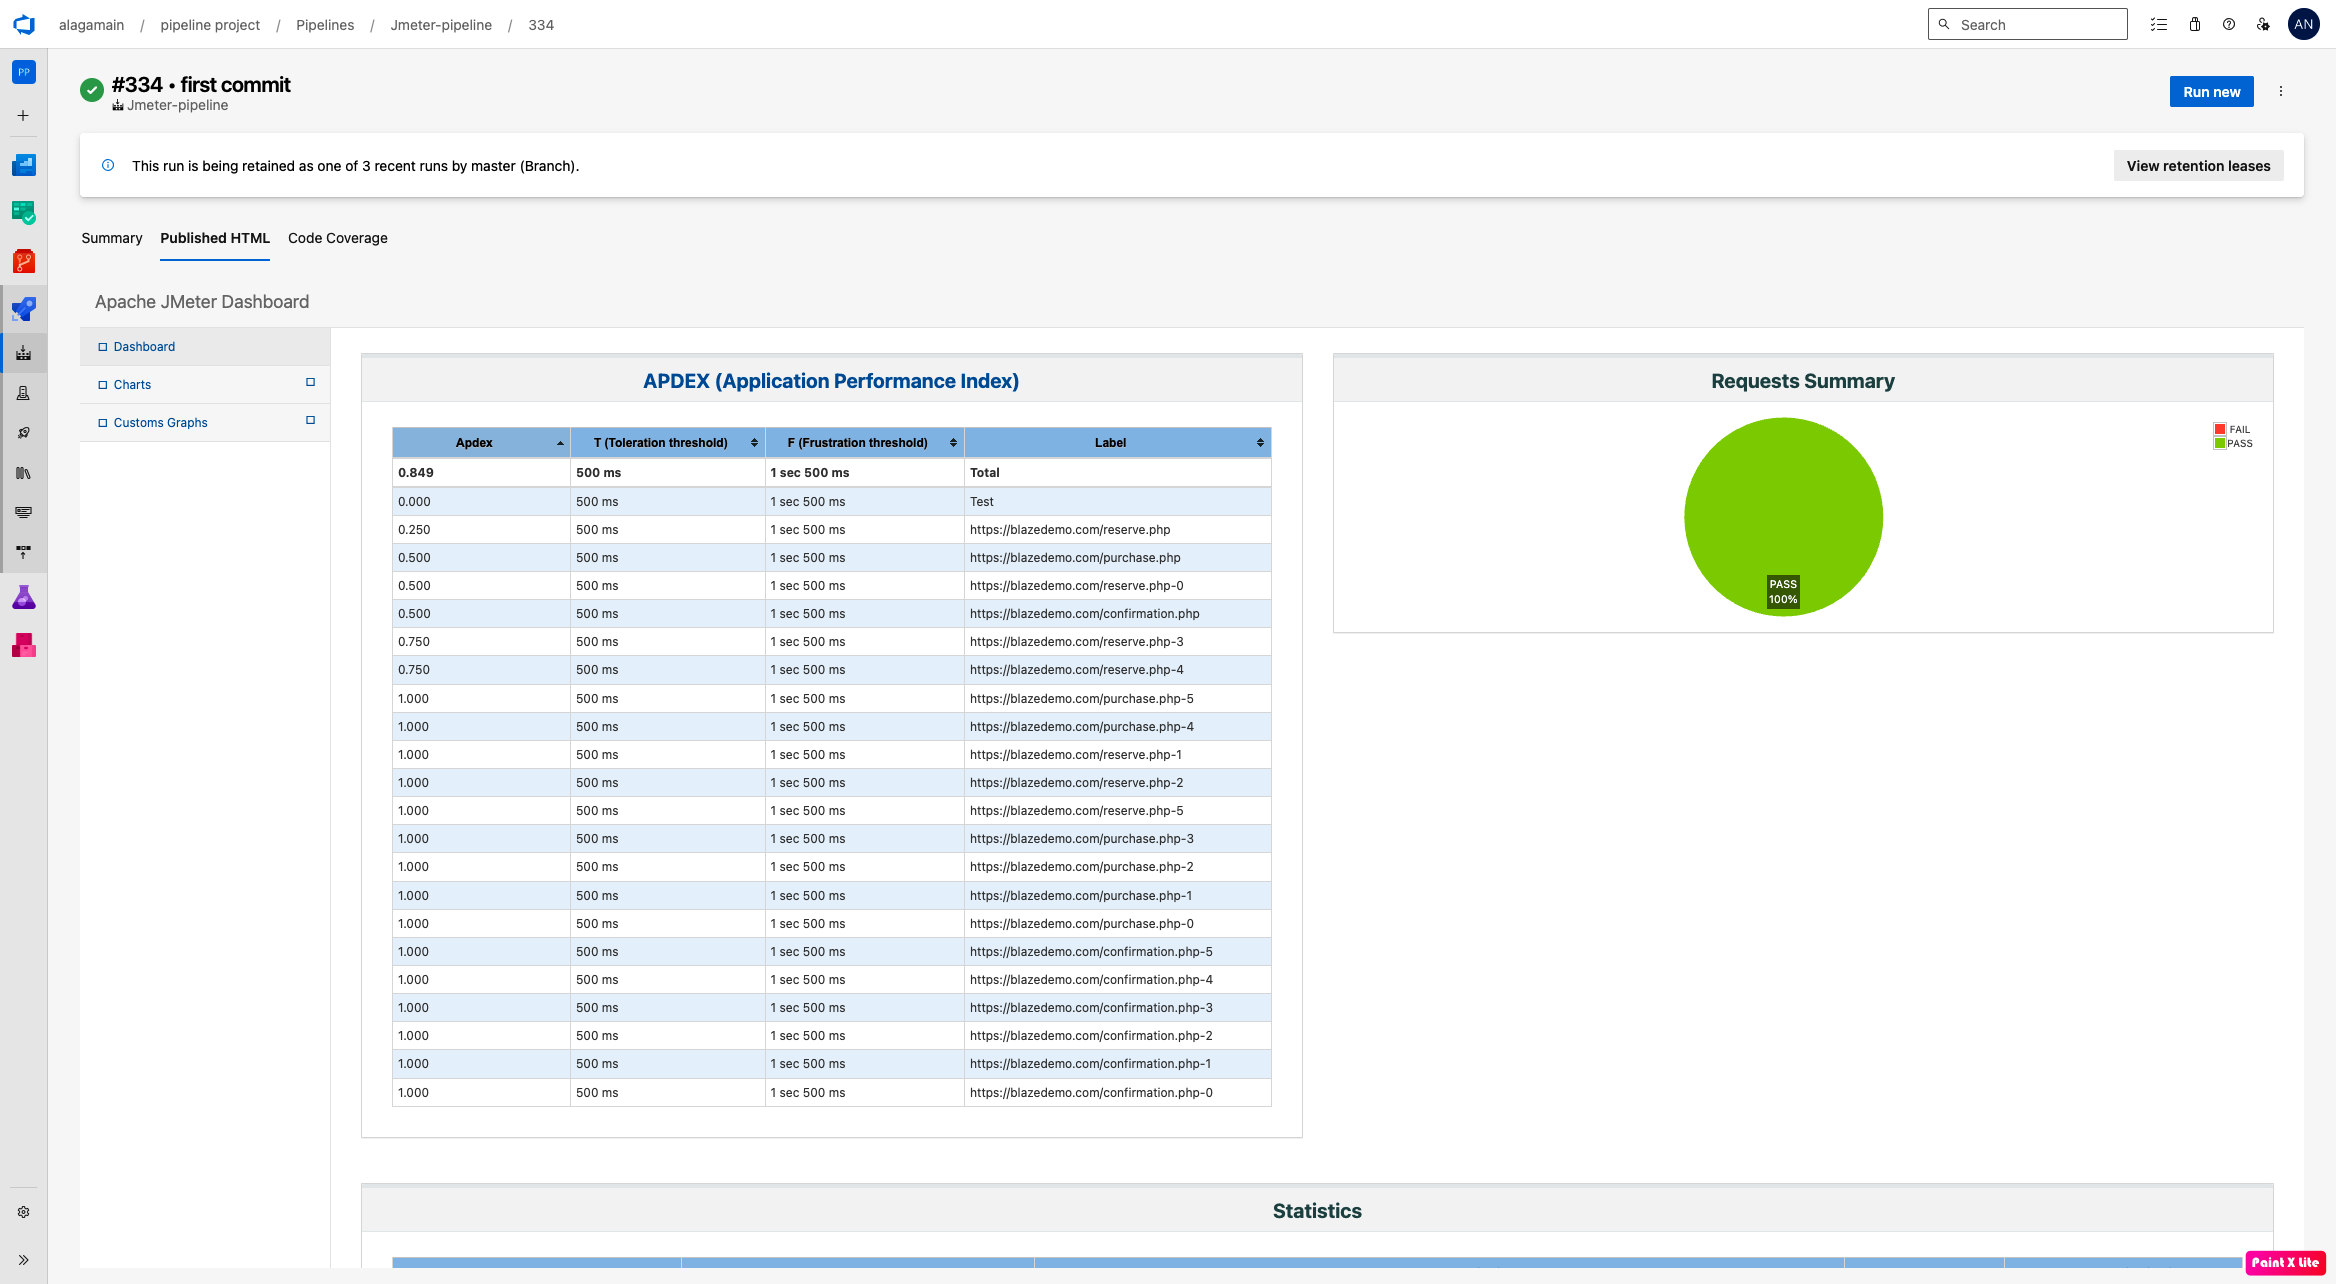 alagamain / pipeline project / Pipelines / Jmeter-pipeline / 334
Search
AN
PP
#334 • first commit
Jmeter-pipeline
Run new
This run is being retained as one of 3 recent runs by master (Branch).
View retention leases
Summary Published HTML Code Coverage
Apache JMeter Dashboard
Dashboard
Charts
Customs Graphs
APDEX (Application Performance Index)
Apdex T (Toleration threshold) F (Frustration threshold) Label
0.849 500 ms 1 sec 500 ms Total
0.000 500 ms 1 sec 500 ms Test
0.250 500 ms 1 sec 500 ms https://blazedemo.com/reserve.php
0.500 500 ms 1 sec 500 ms https://blazedemo.com/purchase.php
0.500 500 ms 1 sec 500 ms https://blazedemo.com/reserve.php-0
0.500 500 ms 1 sec 500 ms https://blazedemo.com/confirmation.php
0.750 500 ms 1 sec 500 ms https://blazedemo.com/reserve.php-3
0.750 500 ms 1 sec 500 ms https://blazedemo.com/reserve.php-4
1.000 500 ms 1 sec 500 ms https://blazedemo.com/purchase.php-5
1.000 500 ms 1 sec 500 ms https://blazedemo.com/purchase.php-4
1.000 500 ms 1 sec 500 ms https://blazedemo.com/reserve.php-1
1.000 500 ms 1 sec 500 ms https://blazedemo.com/reserve.php-2
1.000 500 ms 1 sec 500 ms https://blazedemo.com/reserve.php-5
1.000 500 ms 1 sec 500 ms https://blazedemo.com/purchase.php-3
1.000 500 ms 1 sec 500 ms https://blazedemo.com/purchase.php-2
1.000 500 ms 1 sec 500 ms https://blazedemo.com/purchase.php-1
1.000 500 ms 1 sec 500 ms https://blazedemo.com/purchase.php-0
1.000 500 ms 1 sec 500 ms https://blazedemo.com/confirmation.php-5
1.000 500 ms 1 sec 500 ms https://blazedemo.com/confirmation.php-4
1.000 500 ms 1 sec 500 ms https://blazedemo.com/confirmation.php-3
1.000 500 ms 1 sec 500 ms https://blazedemo.com/confirmation.php-2
1.000 500 ms 1 sec 500 ms https://blazedemo.com/confirmation.php-1
1.000 500 ms 1 sec 500 ms https://blazedemo.com/confirmation.php-0
Requests Summary
FAIL
PASS
PASS
100%
Statistics
Paint X Lite